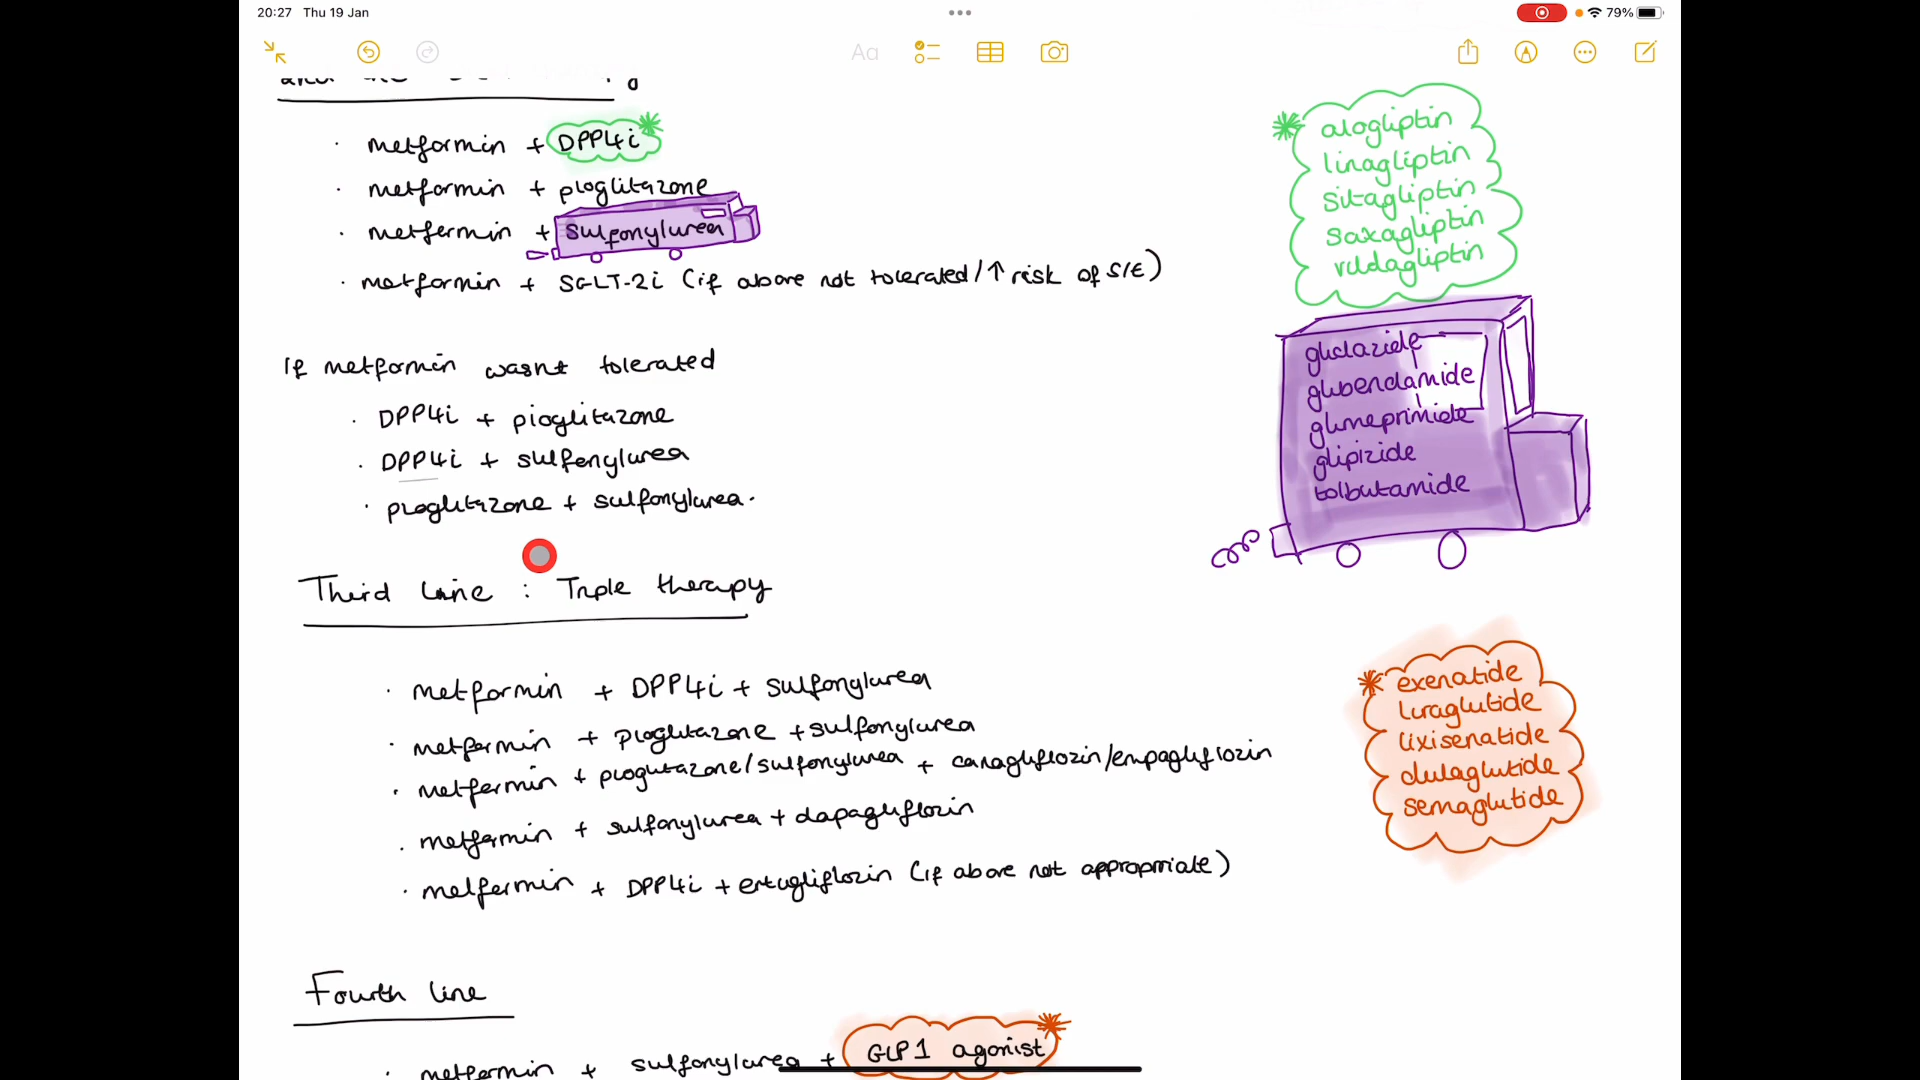 20:27 Thu 19 Jan
79%
Aa
· metformin + DPP4i *
· metformin + pioglitazone
· metformin + sulfonylurea
· metformin + SGLT-2i (if above not tolerated/↑ risk of S/E)
If metformin wasnt tolerated
· DPP4i + pioglitazone
· DPP4i + sulfonylurea
· pioglitazone + sulfonylurea.
Third line : Triple therapy
· metformin + DPP4i + sulfonylurea
· metformin + pioglitazone + sulfonylurea
· metformin + pioglitazone/sulfonylurea + canagliflozin/empagliflozin
· metformin + sulfonylurea + dapagliflozin
· metformin + DPP4i + ertugliflozin (if above not appropriate)
Fourth line
· metformin + sulfonylurea + GLP1 agonist *
* alogliptin
linagliptin
sitagliptin
saxagliptin
vildagliptin
gliclazide
glibenclamide
glimeprimide
glipizide
tolbutamide
* exenatide
liraglutide
lixisenatide
dulaglutide
semaglutide